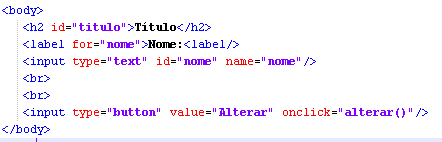 <body>
<h2 id="titulo">Título</h2>
<label for="nome">Nome:<label/>
<input type="text" id="nome" name="nome"/>
<br>
<br>
<input type="button" value="Alterar" onclick="alterar()"/>
</body>